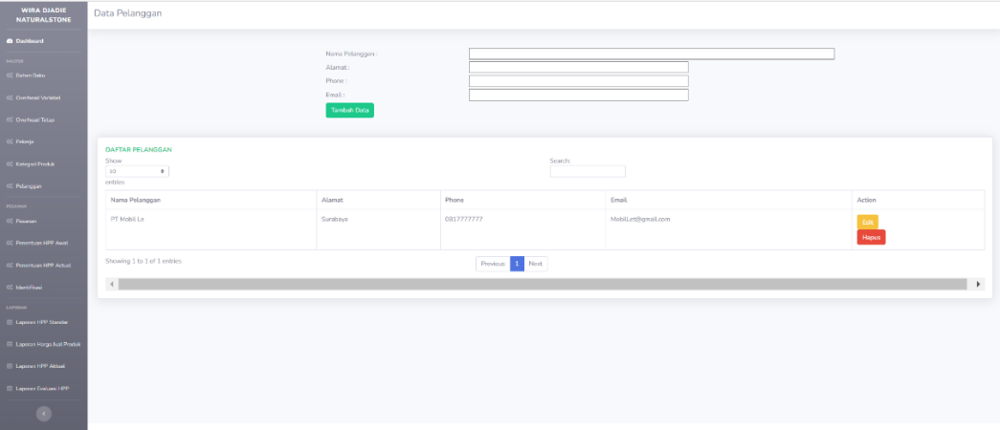 WIRA DJADIE
NATURALSTONE
Dashboard
MASTER
Bahan Baku
Overhead Variabel
Overhead Tetap
Pekerja
Kategori Produk
Pelanggan
PESANAN
Pesanan
Penentuan HPP Awal
Penentuan HPP Actual
Identifikasi
LAPORAN
Laporan HPP Standar
Laporan Harga Jual Produk
Laporan HPP Aktual
Laporan Evaluasi HPP
Data Pelanggan
Nama Pelanggan :
Alamat :
Phone :
Email :
Tambah Data
DAFTAR PELANGGAN
Show
10
entries
Search:
Nama Pelanggan Alamat Phone Email Action
PT Mobil Le Surabaya 0817777777 MobilLet@gmail.com Edit
Hapus
Showing 1 to 1 of 1 entries
Previous 1 Next